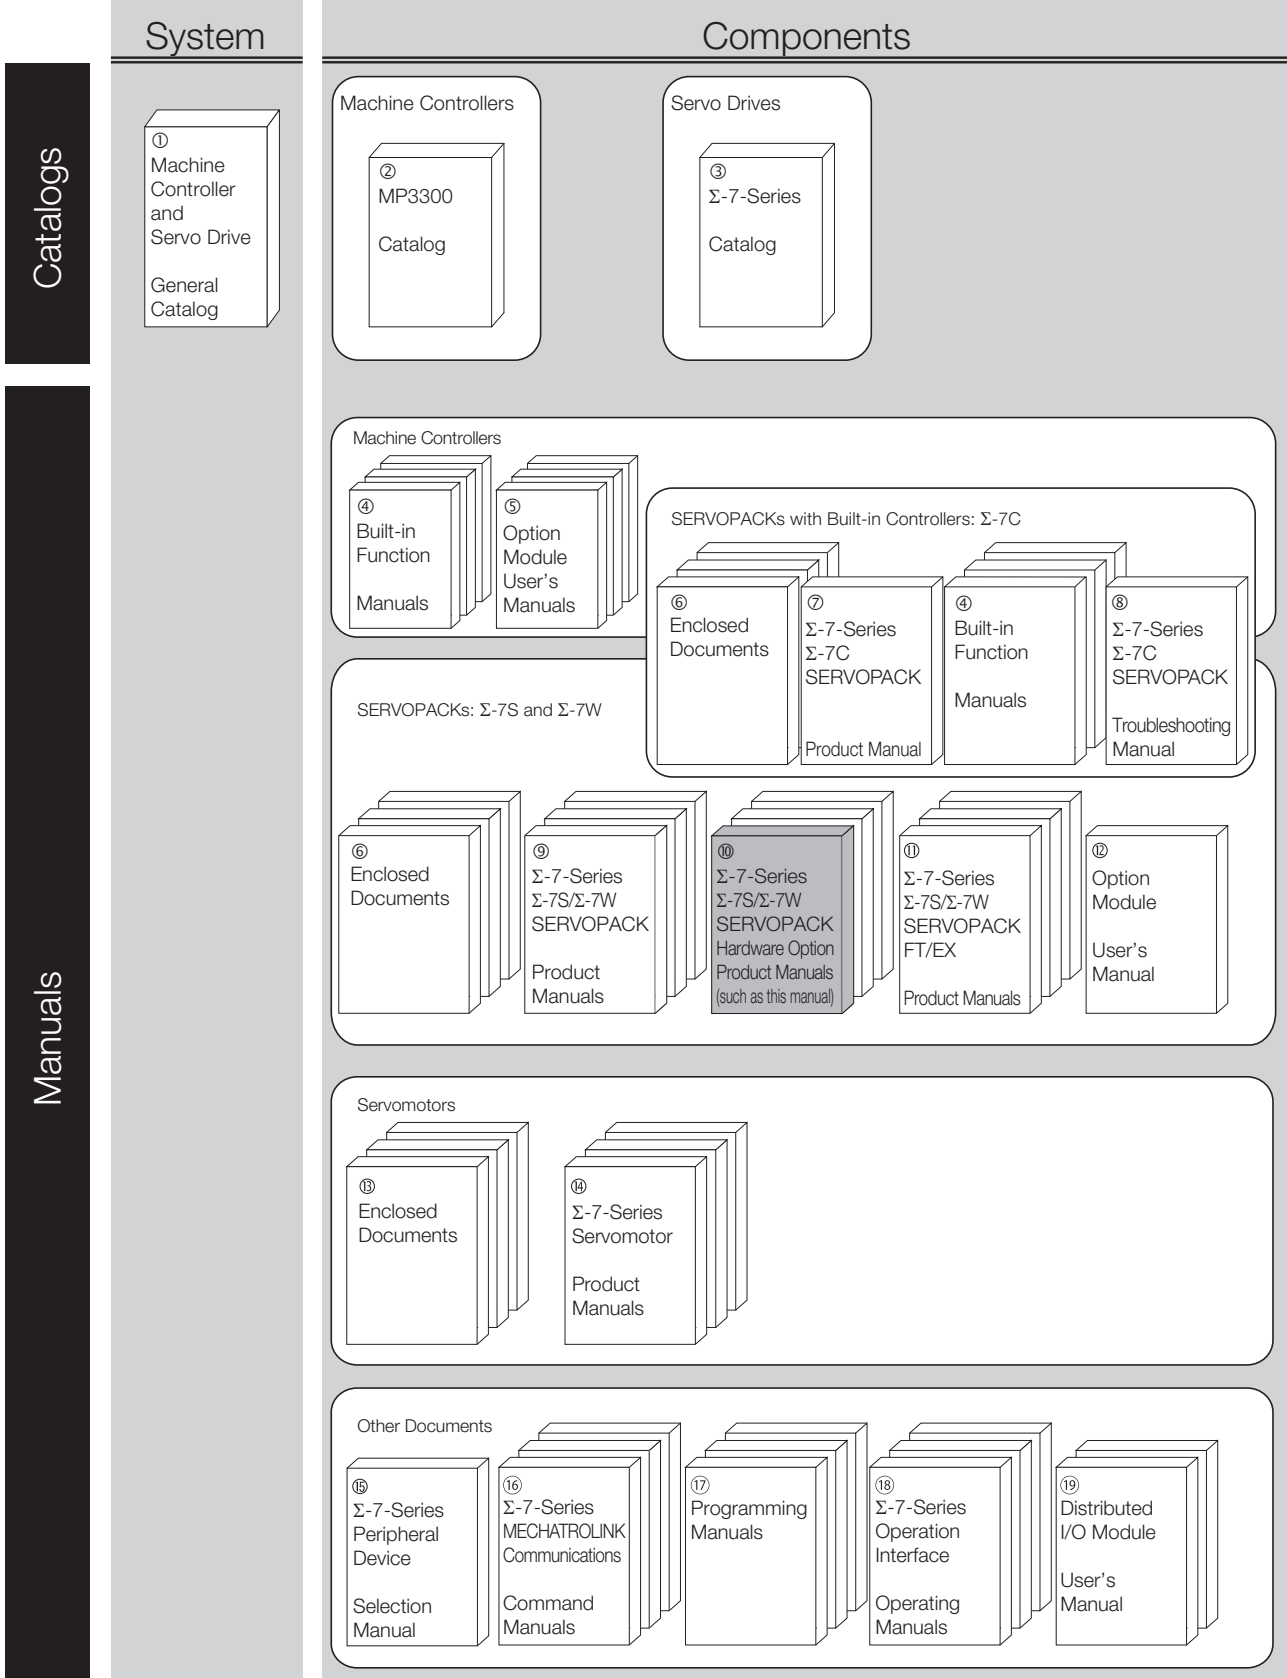 System
Components
Catalogs
①
Machine
Controller
and
Servo Drive
General
Catalog
Machine Controllers
②
MP3300
Catalog
Servo Drives
③
Σ-7-Series
Catalog
Manuals
Machine Controllers
④
Built-in
Function
Manuals
⑤
Option
Module
User's
Manuals
SERVOPACKs with Built-in Controllers: Σ-7C
⑥
Enclosed
Documents
⑦
Σ-7-Series
Σ-7C
SERVOPACK
Product Manual
④
Built-in
Function
Manuals
⑧
Σ-7-Series
Σ-7C
SERVOPACK
Troubleshooting
Manual
SERVOPACKs: Σ-7S and Σ-7W
⑥
Enclosed
Documents
⑨
Σ-7-Series
Σ-7S/Σ-7W
SERVOPACK
Product
Manuals
⑩
Σ-7-Series
Σ-7S/Σ-7W
SERVOPACK
Hardware Option
Product Manuals
(such as this manual)
⑪
Σ-7-Series
Σ-7S/Σ-7W
SERVOPACK
FT/EX
Product Manuals
⑫
Option
Module
User's
Manual
Servomotors
⑬
Enclosed
Documents
⑭
Σ-7-Series
Servomotor
Product
Manuals
Other Documents
⑮
Σ-7-Series
Peripheral
Device
Selection
Manual
⑯
Σ-7-Series
MECHATROLINK
Communications
Command
Manuals
⑰
Programming
Manuals
⑱
Σ-7-Series
Operation
Interface
Operating
Manuals
⑲
Distributed
I/O Module
User's
Manual